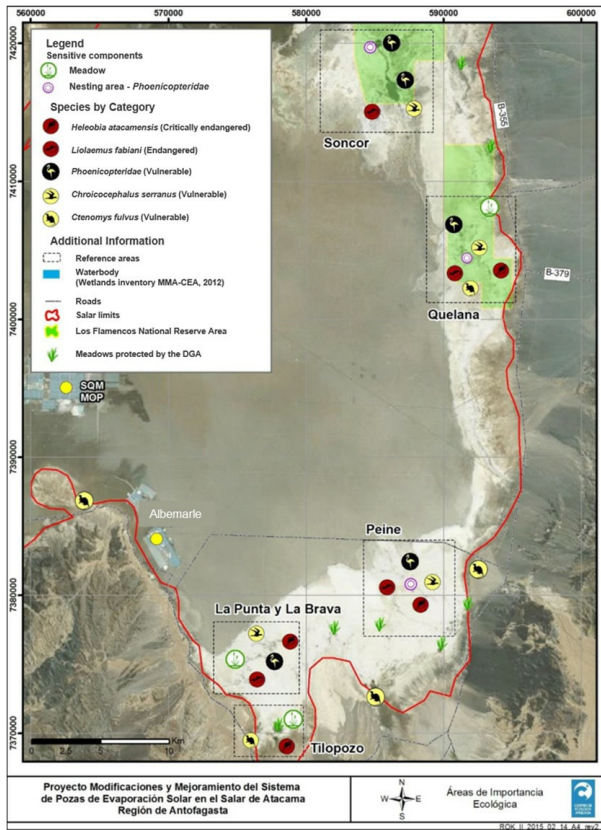 560000 570000 580000 590000 600000
7420000
7410000
7400000
7390000
7380000
7370000
Legend
Sensitive components
Meadow
Nesting area - Phoenicopteridae
Species by Category
Heleobia atacamensis (Critically endangered)
Liolaemus fabiani (Endangered)
Phoenicopteridae (Vulnerable)
Chroicocephalus serranus (Vulnerable)
Ctenomys fulvus (Vulnerable)
Additional Information
Reference areas
Waterbody
(Wetlands inventory MMA-CEA, 2012)
Roads
Salar limits
Los Flamencos National Reserve Area
Meadows protected by the DGA
Soncor
B-355
B-379
Quelana
SQM
MOP
Albemarle
Peine
La Punta y La Brava
Tilopozo
Km
0 2.5 5 10
Proyecto Modificaciones y Mejoramiento del Sistema
de Pozas de Evaporación Solar en el Salar de Atacama
Región de Antofagasta
N
W E
S
Áreas de Importancia
Ecológica
ROK_II_2015_02_14_A4_rev2